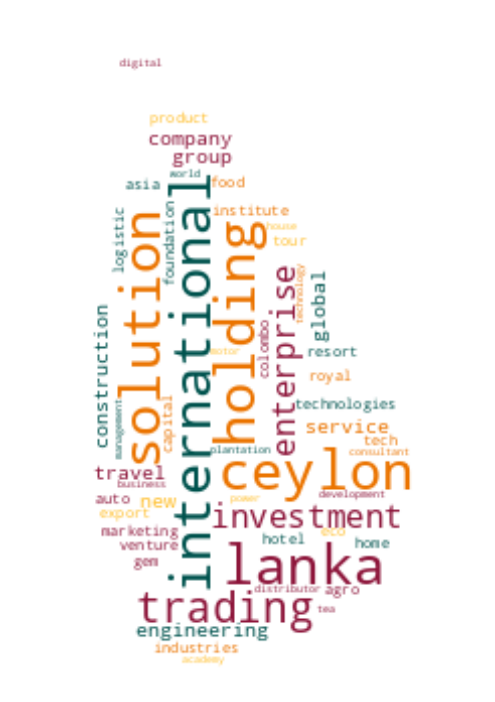 digital
product
company
group
world
asia
food
logistic
foundation
institute
house
tour
solution
international
holding
enterprise
technology
global
colombo
construction
motor
resort
royal
management
capital
technologies
service
tech
plantation
consultant
travel
ceylon
business
auto
new
power
development
export
investment
marketing
eco
venture
hotel
home
gem
lanka
distributor
agro
trading
tea
engineering
industries
academy